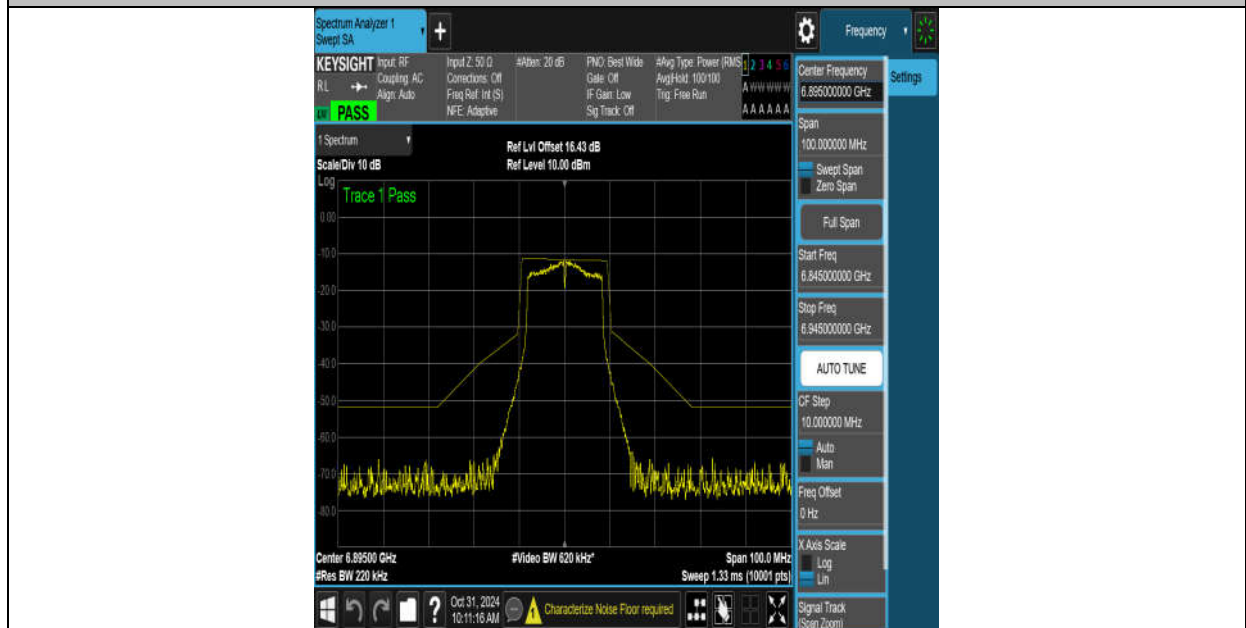 Spectrum Analyzer 1
Swept SA
Frequency
KEYSIGHT
RL
PASS
Input: RF
Coupling: AC
Align: Auto
Input Z: 50 Ω
Corrections: Off
Freq Ref: Int (S)
NFE: Adaptive
#Atten: 20 dB
PNO: Best Wide
Gate: Off
IF Gain: Low
Sig Track: Off
#Avg Type: Power (RMS
Avg|Hold: 100/100
Trig: Free Run
1 2 3 4 5 6
A W W W W W
A A A A A A
1 Spectrum
Scale/Div 10 dB
Ref Lvl Offset 16.43 dB
Ref Level 10.00 dBm
Log
Trace 1 Pass
0.00
-10.0
-20.0
-30.0
-40.0
-50.0
-60.0
-70.0
-80.0
Center 6.89500 GHz
#Res BW 220 kHz
#Video BW 620 kHz*
Span 100.0 MHz
Sweep 1.33 ms (10001 pts)
Oct 31, 2024
10:11:16 AM
Characterize Noise Floor required
Center Frequency
6.895000000 GHz
Settings
Span
100.000000 MHz
Swept Span
Zero Span
Full Span
Start Freq
6.845000000 GHz
Stop Freq
6.945000000 GHz
AUTO TUNE
CF Step
10.000000 MHz
Auto
Man
Freq Offset
0 Hz
X Axis Scale
Log
Lin
Signal Track
(Span Zoom)